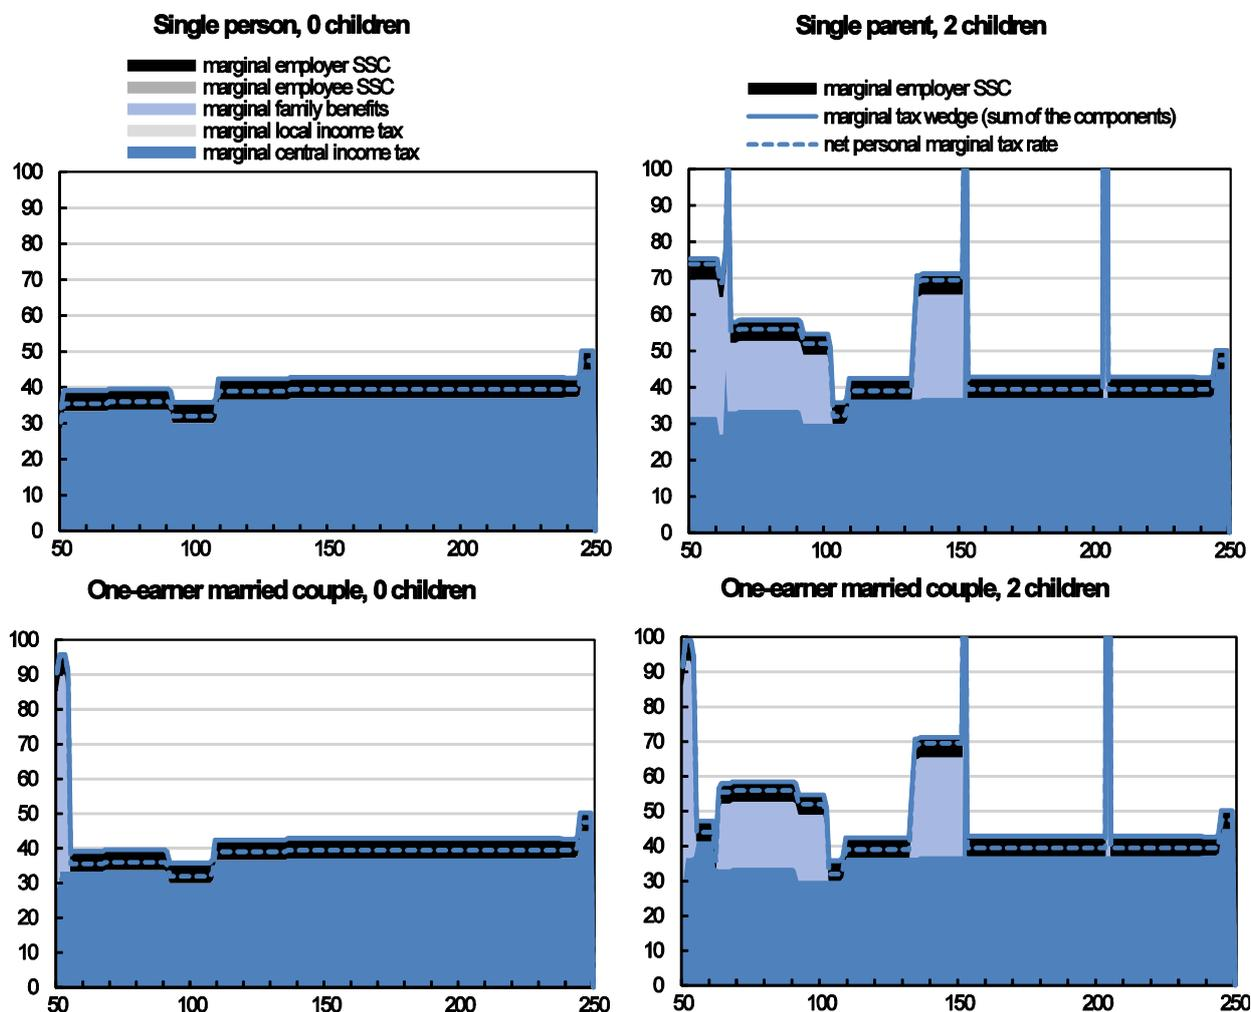 Single person, 0 children
marginal employer SSC
marginal employee SSC
marginal family benefits
marginal local income tax
marginal central income tax
100
90
80
70
60
50
40
30
20
10
0
50 100 150 200 250
Single parent, 2 children
marginal employer SSC
marginal tax wedge (sum of the components)
net personal marginal tax rate
100
90
80
70
60
50
40
30
20
10
0
50 100 150 200 250
One-earner married couple, 0 children
100
90
80
70
60
50
40
30
20
10
0
50 100 150 200 250
One-earner married couple, 2 children
100
90
80
70
60
50
40
30
20
10
0
50 100 150 200 250